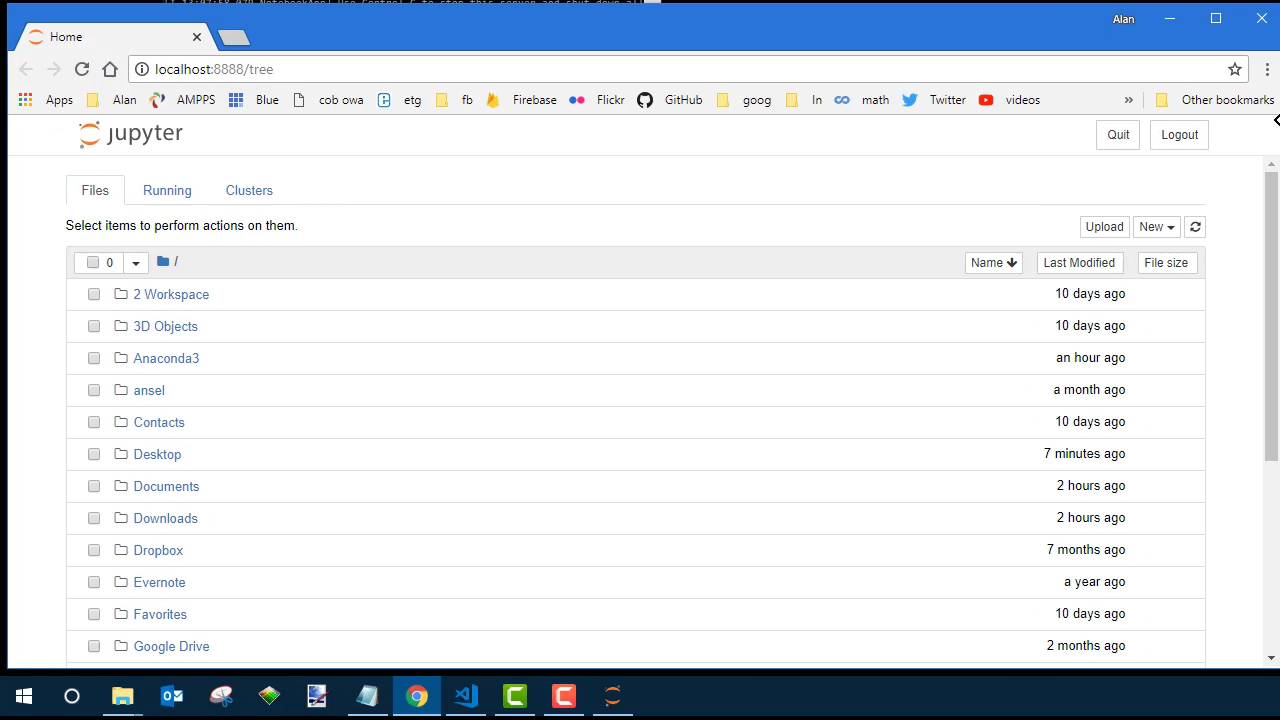 Alan
Home
localhost:8888/tree
Apps Alan AMPPS Blue cob owa etg fb Firebase Flickr GitHub goog In math Twitter videos » Other bookmarks
jupyter Quit Logout
Files Running Clusters
Select items to perform actions on them. Upload New
0 / Name Last Modified File size
2 Workspace 10 days ago
3D Objects 10 days ago
Anaconda3 an hour ago
ansel a month ago
Contacts 10 days ago
Desktop 7 minutes ago
Documents 2 hours ago
Downloads 2 hours ago
Dropbox 7 months ago
Evernote a year ago
Favorites 10 days ago
Google Drive 2 months ago